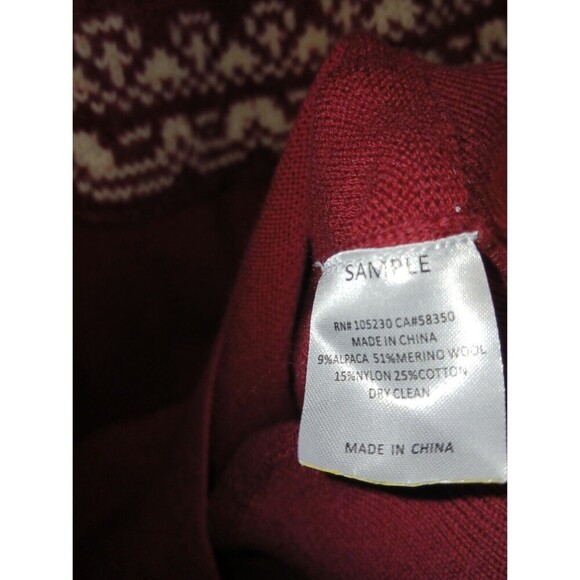 SAMPLE
RN# 105230 CA#58350
MADE IN CHINA
9%ALPACA 51%MERINO WOOL
15%NYLON 25%COTTON
DRY CLEAN
MADE IN CHINA